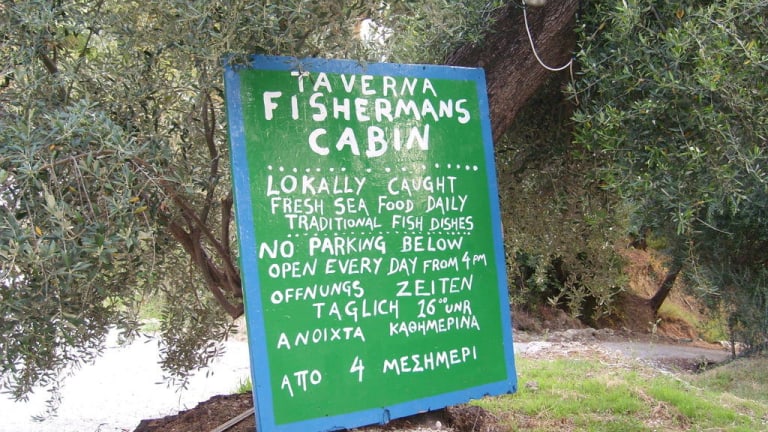 TAVERNA
FISHERMANS
CABIN
LOKALLY CAUGHT
FRESH SEA FOOD DAILY
TRADITIONAL FISH DISHES
NO PARKING BELOW
OPEN EVERY DAY FROM 4PM
OFFNUNGS ZEITEN
TAGLICH 16°° UNR
ΑΝΟΙΧΤΑ ΚΑΘΗΜΕΡΙΝΑ
ΑΠΟ 4 ΜΕΣΗΜΕΡΙ